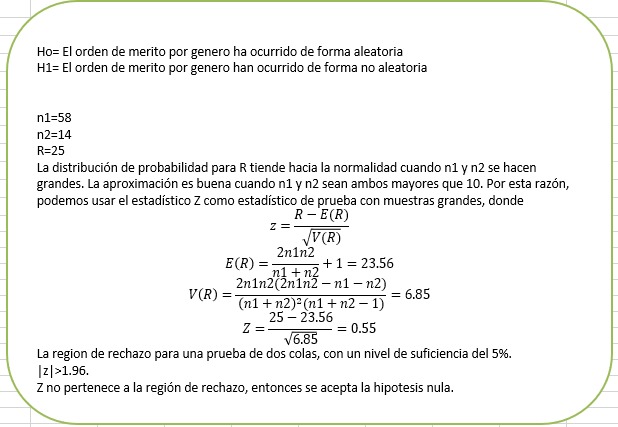 Ho= El orden de merito por genero ha ocurrido de forma aleatoria
H1= El orden de merito por genero han ocurrido de forma no aleatoria
n1=58
n2=14
R=25
La distribución de probabilidad para R tiende hacia la normalidad cuando n1 y n2 se hacen
grandes. La aproximación es buena cuando n1 y n2 sean ambos mayores que 10. Por esta razón,
podemos usar el estadístico Z como estadístico de prueba con muestras grandes, donde
z = (R − E(R)) / √V(R)
E(R) = 2n1n2 / (n1 + n2) + 1 = 23.56
V(R) = 2n1n2(2n1n2 − n1 − n2) / ((n1 + n2)²(n1 + n2 − 1)) = 6.85
Z = (25 − 23.56) / √6.85 = 0.55
La region de rechazo para una prueba de dos colas, con un nivel de suficiencia del 5%.
|z|>1.96.
Z no pertenece a la región de rechazo, entonces se acepta la hipotesis nula.